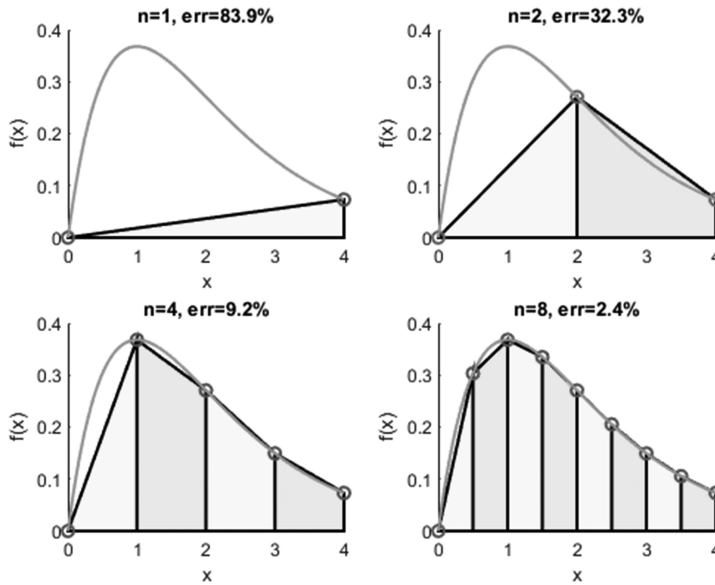 n=1, err=83.9%
0.4
0.3
0.2
0.1
0
f(x)
0 1 2 3 4
x
n=2, err=32.3%
0.4
0.3
0.2
0.1
0
f(x)
0 1 2 3 4
x
n=4, err=9.2%
0.4
0.3
0.2
0.1
0
f(x)
0 1 2 3 4
x
n=8, err=2.4%
0.4
0.3
0.2
0.1
0
f(x)
0 1 2 3 4
x